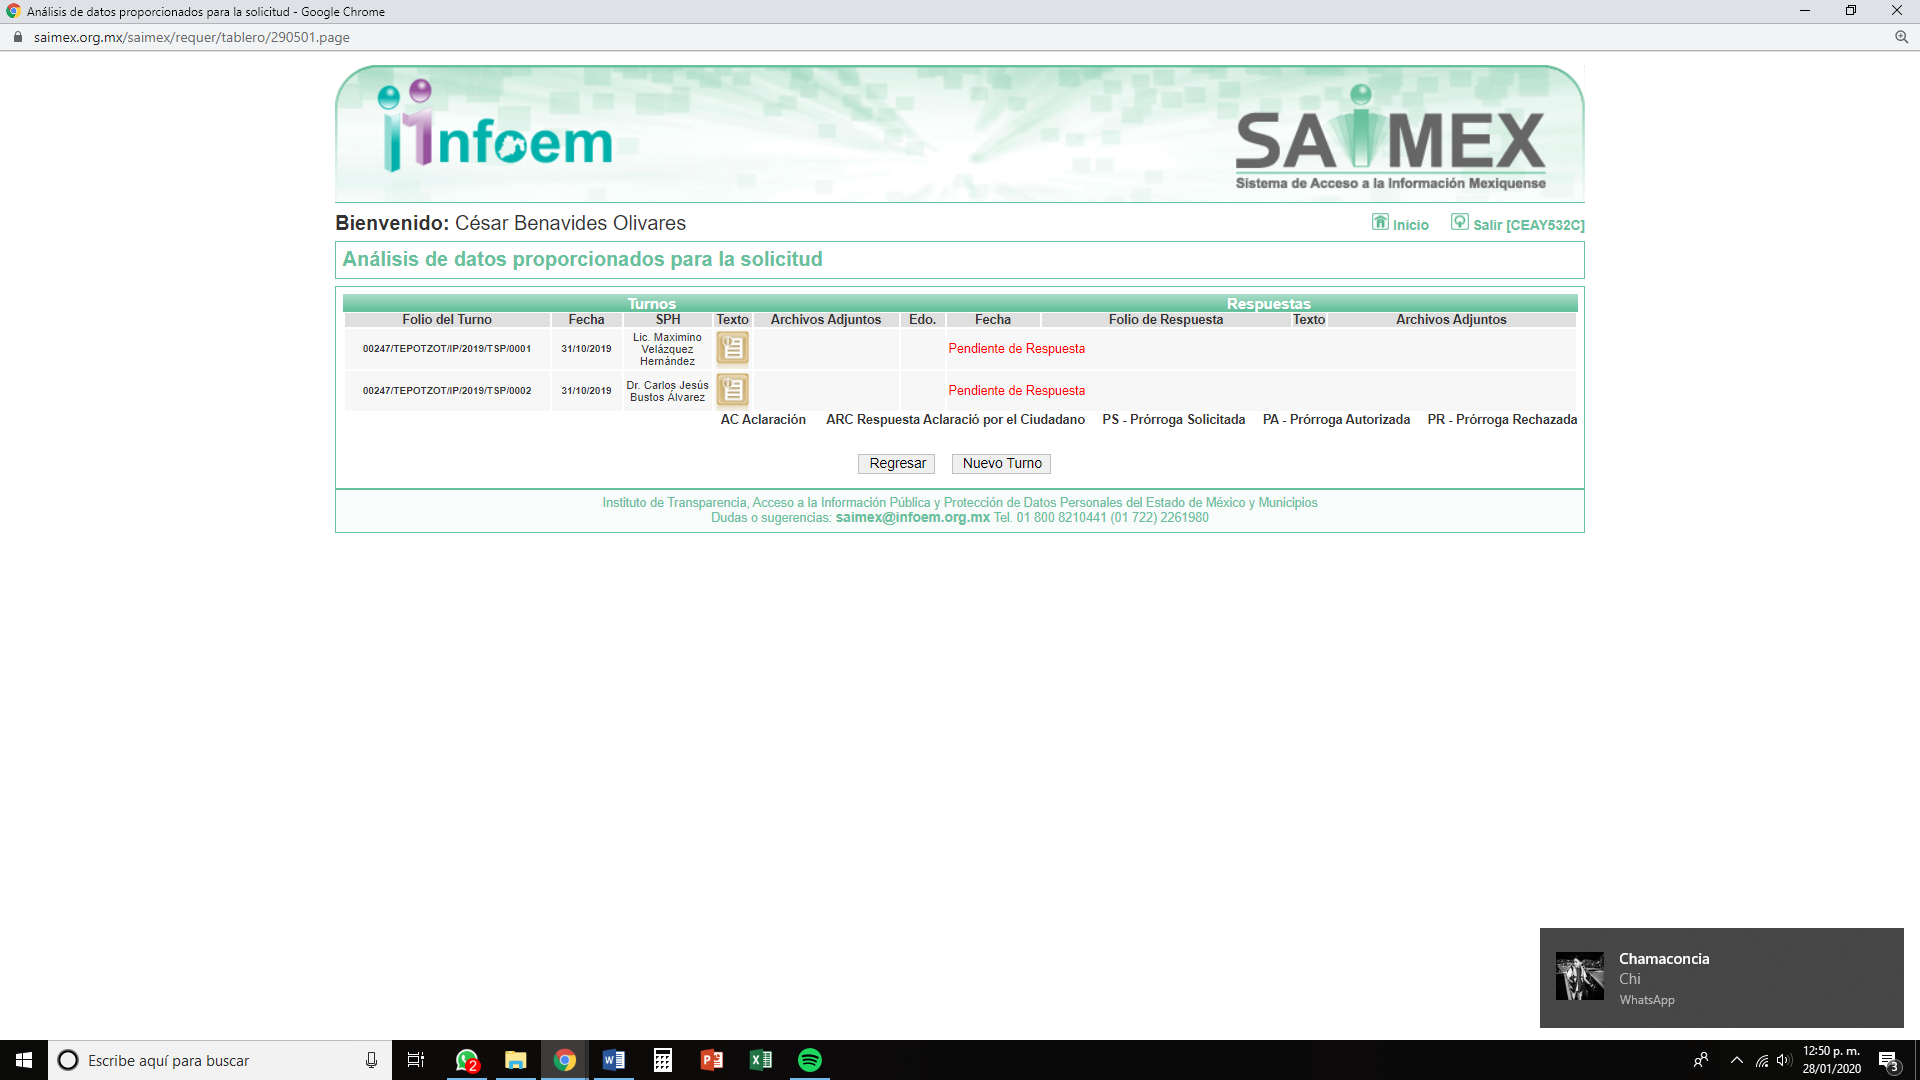 Análisis de datos proporcionados para la solicitud - Google Chrome
saimex.org.mx/saimex/requer/tablero/290501.page
infoem
SAiMEX
Sistema de Acceso a la Información Mexiquense
Bienvenido: César Benavides Olivares
Inicio
Salir [CEAY532C]
Análisis de datos proporcionados para la solicitud
Turnos
Respuestas
Folio del Turno Fecha SPH Texto Archivos Adjuntos Edo. Fecha Folio de Respuesta Texto Archivos Adjuntos
00247/TEPOTZOT/IP/2019/TSP/0001
31/10/2019
Lic. Maximino
Velázquez
Hernández
Pendiente de Respuesta
00247/TEPOTZOT/IP/2019/TSP/0002
31/10/2019
Dr. Carlos Jesús
Bustos Álvarez
Pendiente de Respuesta
AC Aclaración ARC Respuesta Aclaració por el Ciudadano PS - Prórroga Solicitada PA - Prórroga Autorizada PR - Prórroga Rechazada
Regresar
Nuevo Turno
Instituto de Transparencia, Acceso a la Información Pública y Protección de Datos Personales del Estado de México y Municipios
Dudas o sugerencias: saimex@infoem.org.mx Tel. 01 800 8210441 (01 722) 2261980
Chamaconcia
Chi
WhatsApp
Escribe aquí para buscar
2
12:50 p. m.
28/01/2020
3